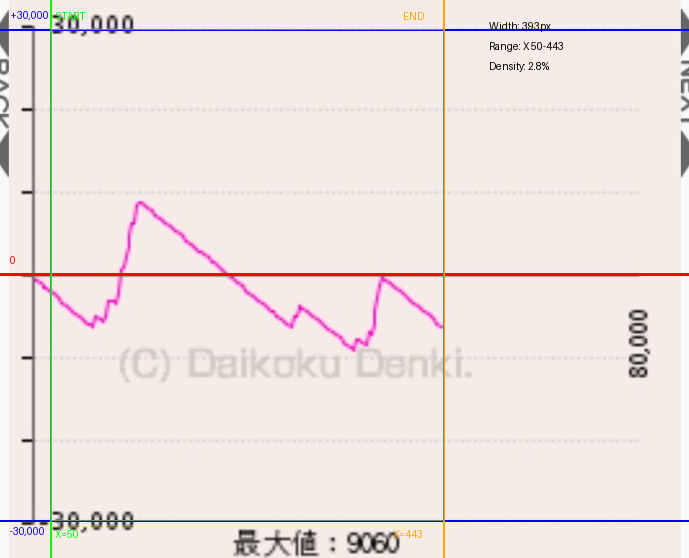 +30,000
START
END
30,000
Width: 393px
Range: X 50-443
Density: 2.8%
BACK
NEXT
0
80,000
(C) Daikoku Denki.
-30,000
-30,000
X=50
X=443
最大値：9060